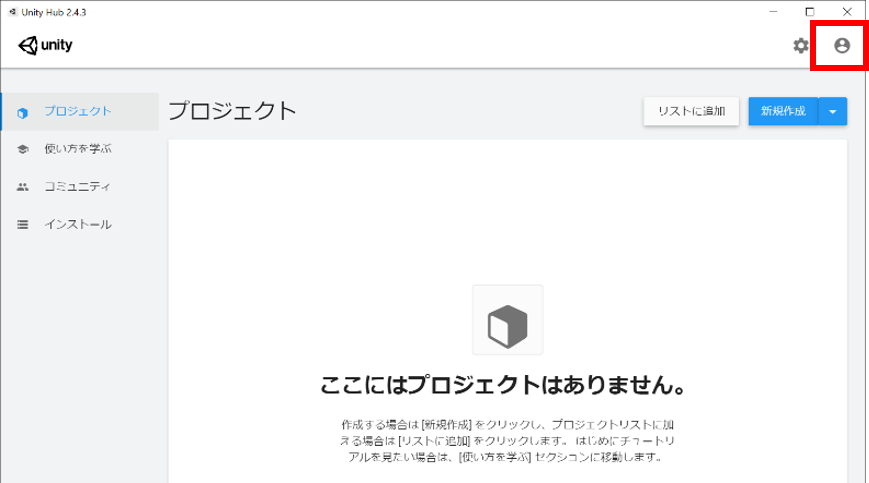 Unity Hub 2.4.3
unity
プロジェクト
使い方を学ぶ
コミュニティ
インストール
プロジェクト
リストに追加
新規作成
ここにはプロジェクトはありません。
作成する場合は [新規作成] をクリックし、プロジェクトリストに加
える場合は [リストに追加] をクリックします。 はじめにチュートリ
アルを見たい場合は、[使い方を学ぶ] セクションに移動します。